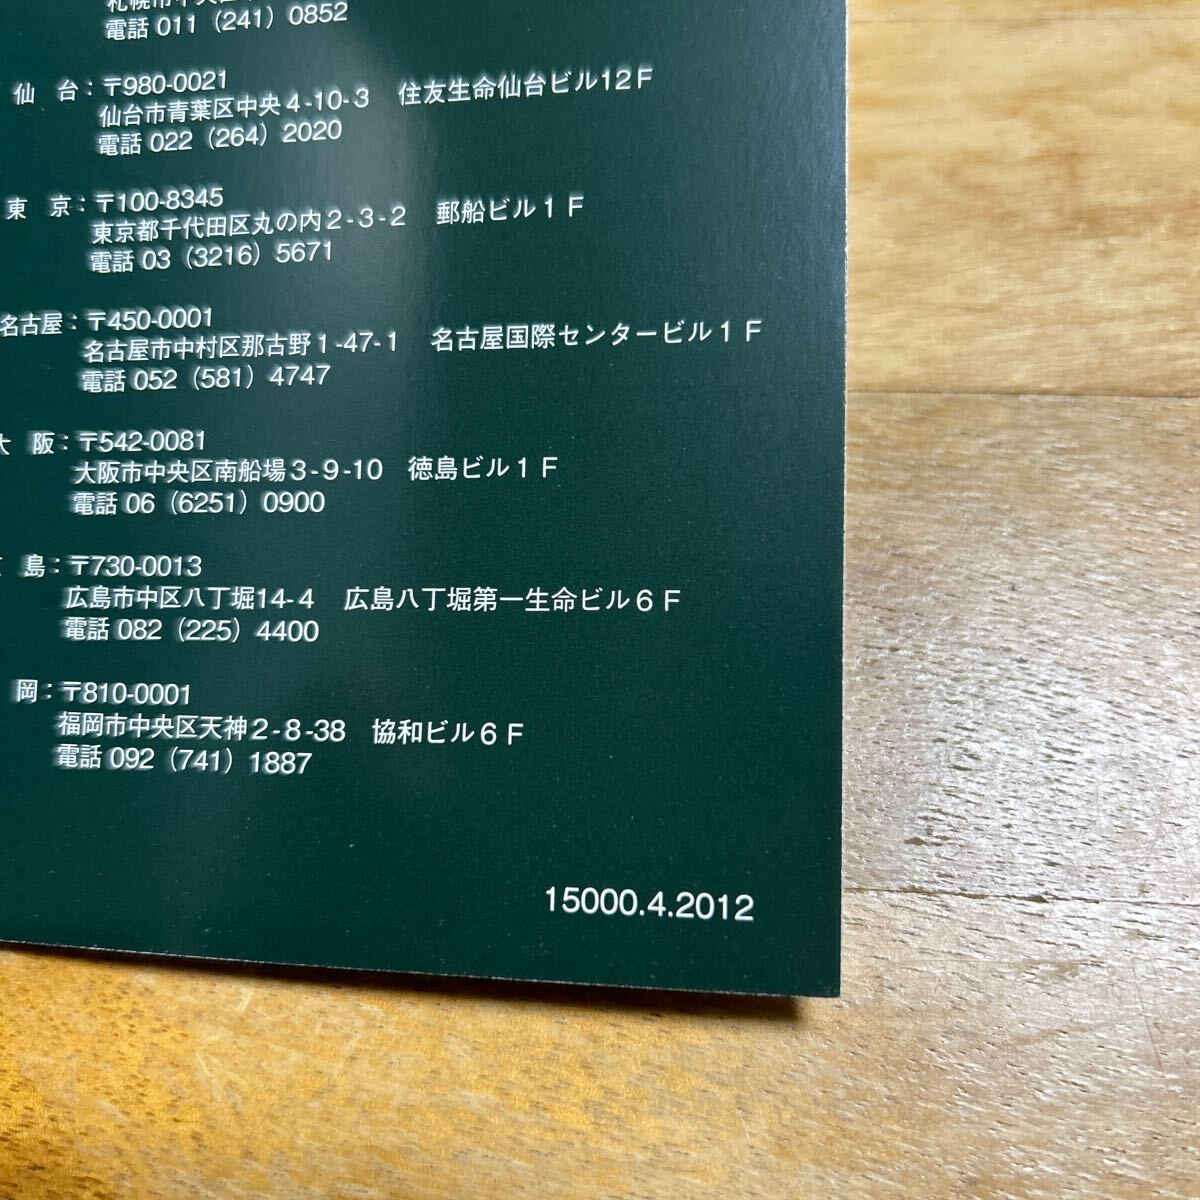 電話 011（241）0852
仙　台：〒980-0021
仙台市青葉区中央4-10-3　住友生命仙台ビル12F
電話 022（264）2020
東　京：〒100-8345
東京都千代田区丸の内2-3-2　郵船ビル1F
電話 03（3216）5671
名古屋：〒450-0001
名古屋市中村区那古野1-47-1　名古屋国際センタービル1F
電話 052（581）4747
大　阪：〒542-0081
大阪市中央区南船場3-9-10　徳島ビル1F
電話 06（6251）0900
島：〒730-0013
広島市中区八丁堀14-4　広島八丁堀第一生命ビル6F
電話 082（225）4400
岡：〒810-0001
福岡市中央区天神2-8-38　協和ビル6F
電話 092（741）1887
15000.4.2012